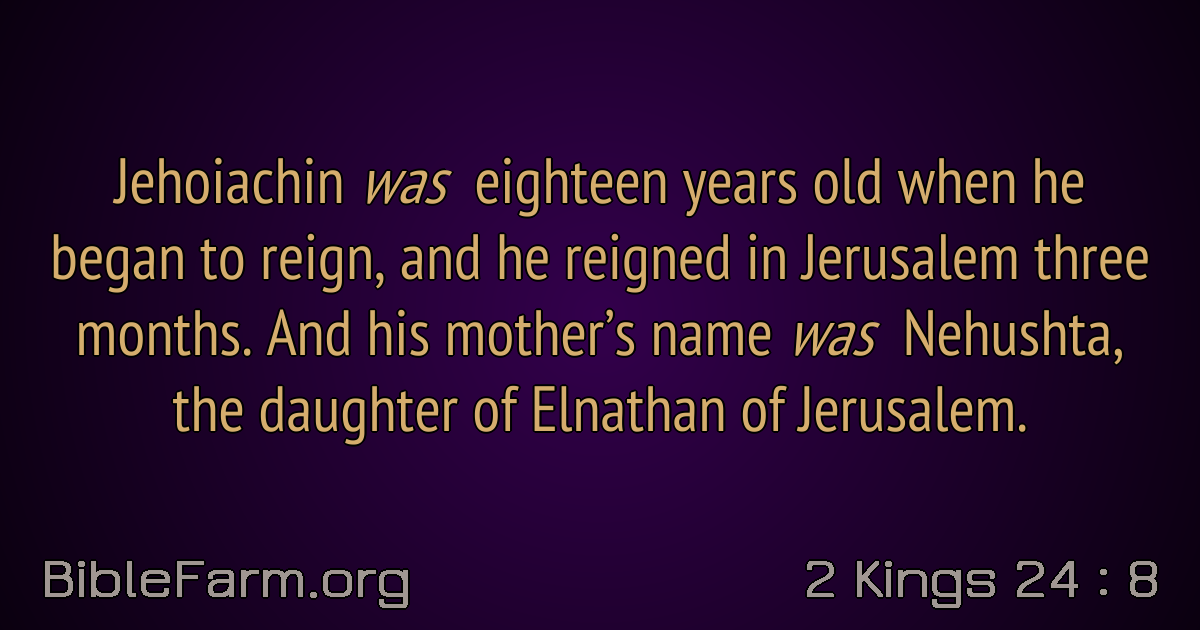 Jehoiachin was eighteen years old when he
began to reign, and he reigned in Jerusalem three
months. And his mother’s name was Nehushta,
the daughter of Elnathan of Jerusalem.
BibleFarm.org
2 Kings 24 : 8